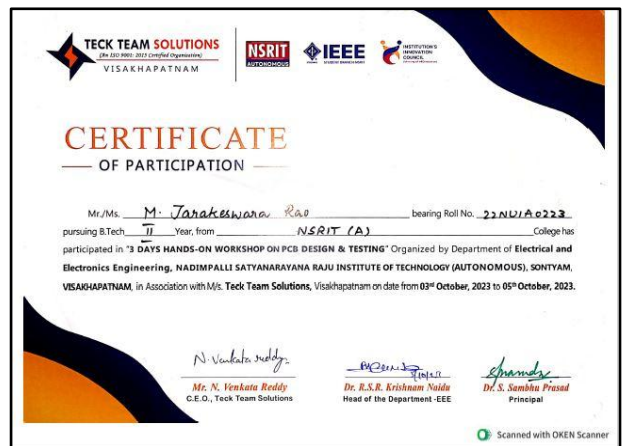 TECK TEAM SOLUTIONS
(An ISO 9001: 2015 Certified Organization)
VISAKHAPATNAM
NSRIT
AUTONOMOUS
IEEE
INSTITUTION'S
INNOVATION
COUNCIL
CERTIFICATE
OF PARTICIPATION
Mr./Ms. M. Tarakeswara Rao bearing Roll No. 22NU1A0223
pursuing B.Tech II Year, from NSRIT (A) College has
participated in "3 DAYS HANDS-ON WORKSHOP ON PCB DESIGN & TESTING" Organized by Department of Electrical and
Electronics Engineering, NADIMPALLI SATYANARAYANA RAJU INSTITUTE OF TECHNOLOGY (AUTONOMOUS), SONTYAM,
VISAKHAPATNAM, in Association with M/s. Teck Team Solutions, Visakhapatnam on date from 03rd October, 2023 to 05th October, 2023.
N. Venkata reddy
Mr. N. Venkata Reddy
C.E.O., Teck Team Solutions
Dr. R.S.R. Krishnam Naidu
Head of the Department -EEE
Dr. S. Sambhu Prasad
Principal
Scanned with OKEN Scanner